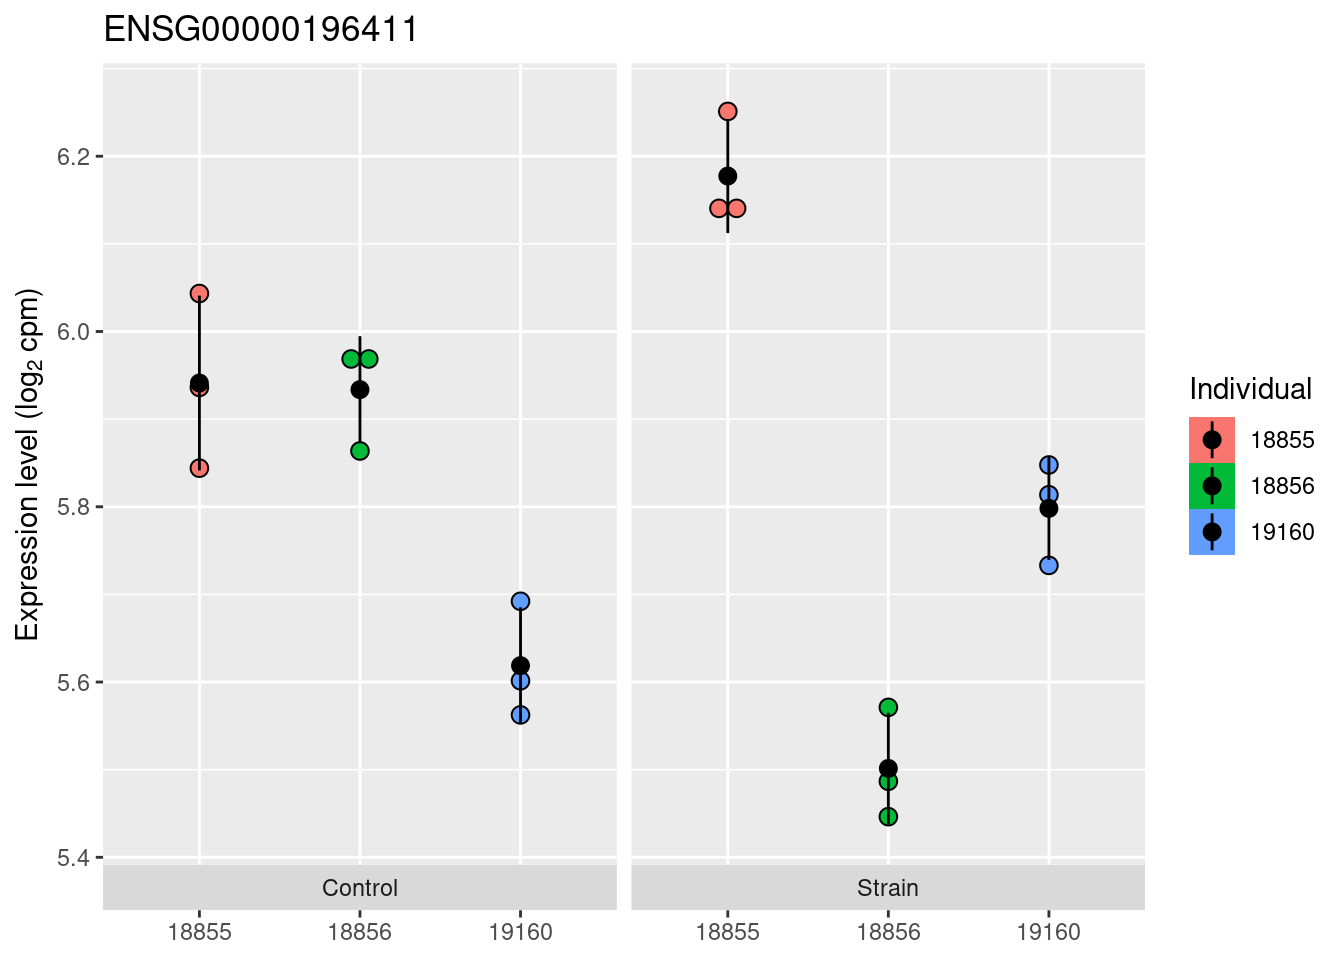 ENSG00000196411
Expression level (log₂ cpm)
6.2
6.0
5.8
5.6
5.4
Control
Strain
18855
18856
19160
18855
18856
19160
Individual
18855
18856
19160